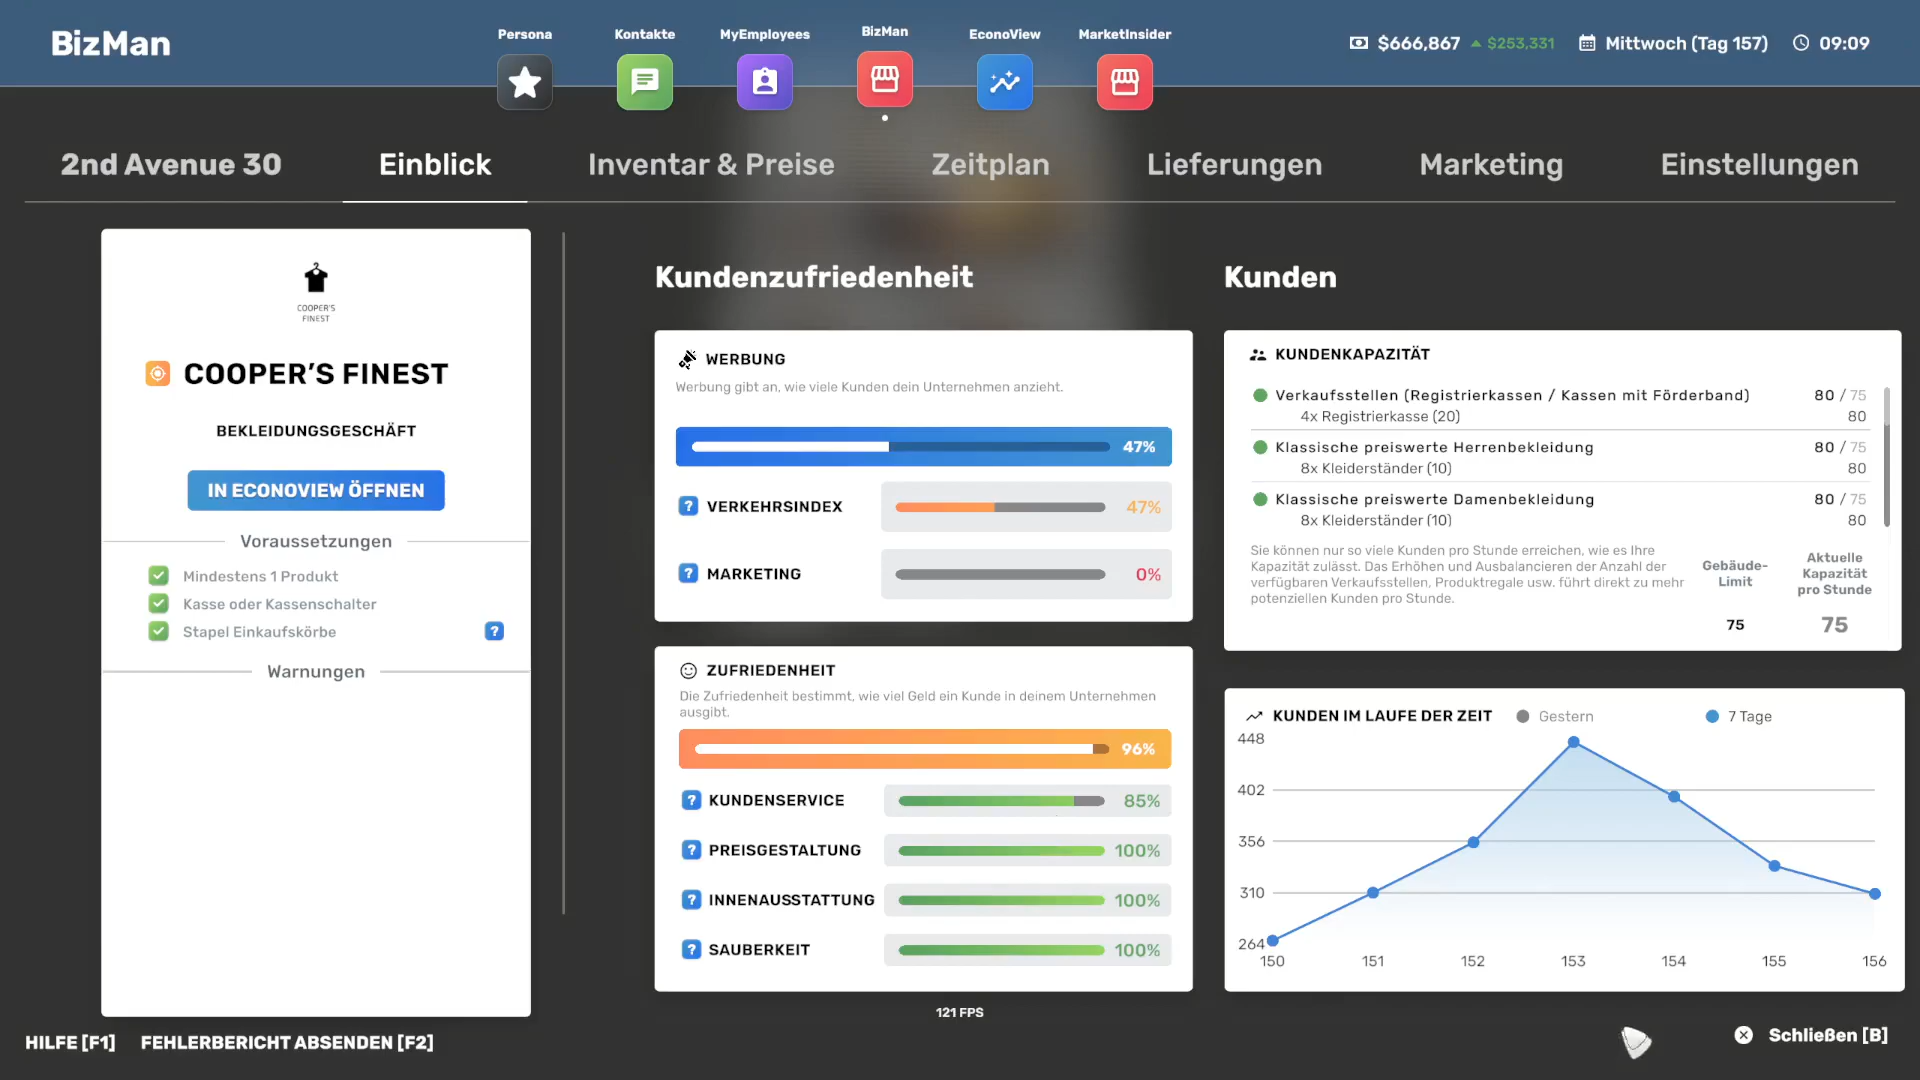 BizMan
Persona
Kontakte
MyEmployees
BizMan
EconoView
MarketInsider
$666,867
$253,331
Mittwoch (Tag 157)
09:09
2nd Avenue 30
Einblick
Inventar & Preise
Zeitplan
Lieferungen
Marketing
Einstellungen
COOPER'S
FINEST
COOPER'S FINEST
BEKLEIDUNGSGESCHÄFT
IN ECONOVIEW ÖFFNEN
Voraussetzungen
Mindestens 1 Produkt
Kasse oder Kassenschalter
Stapel Einkaufskörbe
?
Warnungen
Kundenzufriedenheit
WERBUNG
Werbung gibt an, wie viele Kunden dein Unternehmen anzieht.
47%
? VERKEHRSINDEX 47%
? MARKETING 0%
ZUFRIEDENHEIT
Die Zufriedenheit bestimmt, wie viel Geld ein Kunde in deinem Unternehmen
ausgibt.
96%
? KUNDENSERVICE 85%
? PREISGESTALTUNG 100%
? INNENAUSSTATTUNG 100%
? SAUBERKEIT 100%
Kunden
KUNDENKAPAZITÄT
Verkaufsstellen (Registrierkassen / Kassen mit Förderband) 80 / 75
4x Registrierkasse (20) 80
Klassische preiswerte Herrenbekleidung 80 / 75
8x Kleiderständer (10) 80
Klassische preiswerte Damenbekleidung 80 / 75
8x Kleiderständer (10) 80
Sie können nur so viele Kunden pro Stunde erreichen, wie es Ihre
Kapazität zulässt. Das Erhöhen und Ausbalancieren der Anzahl der
verfügbaren Verkaufsstellen, Produktregale usw. führt direkt zu mehr
potenziellen Kunden pro Stunde.
Gebäude-
Limit
75
Aktuelle
Kapazität
pro Stunde
75
KUNDEN IM LAUFE DER ZEIT
Gestern
7 Tage
448
402
356
310
264
150 151 152 153 154 155 156
121 FPS
HILFE [F1]
FEHLERBERICHT ABSENDEN [F2]
Schließen [B]